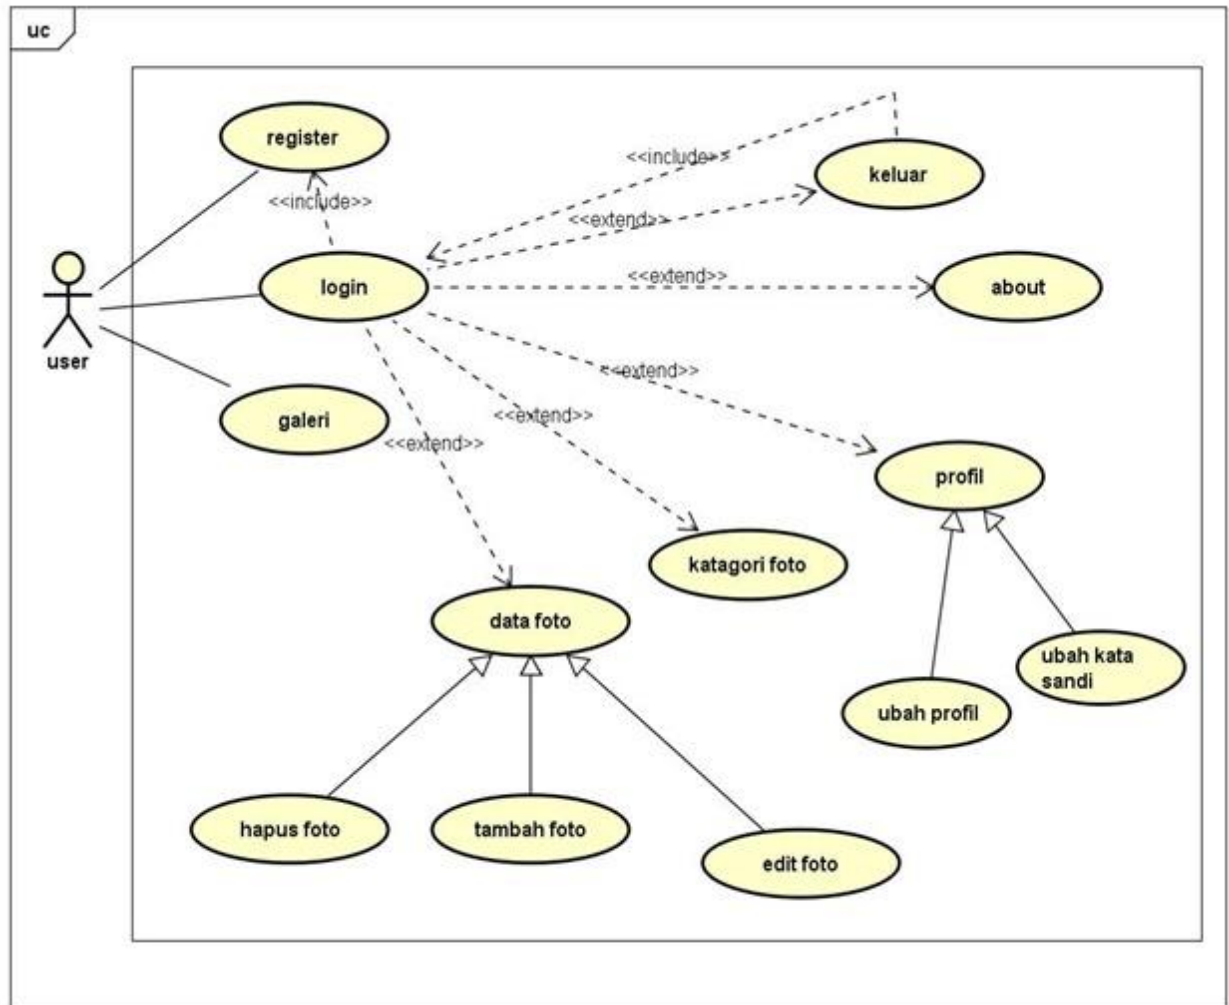 uc
register
<<include>>
keluar
<<include>>
<<extend>>
login
<<extend>>
about
user
<<extend>>
galeri
<<extend>>
<<extend>>
profil
katagori foto
data foto
ubah kata
sandi
ubah profil
hapus foto
tambah foto
edit foto